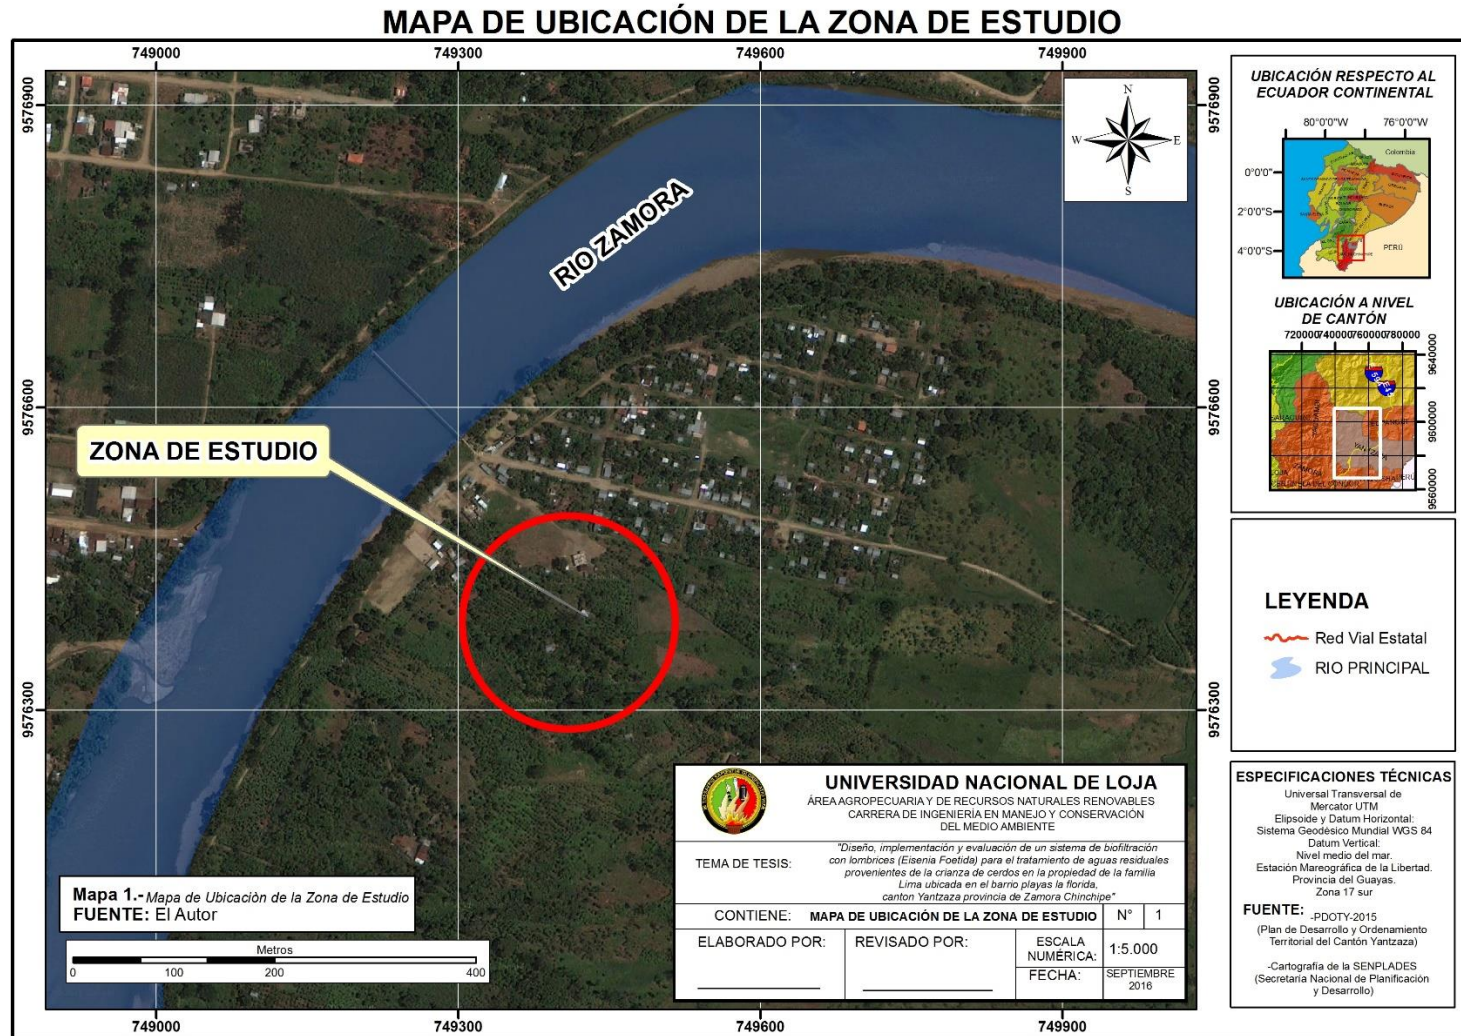 MAPA DE UBICACIÓN DE LA ZONA DE ESTUDIO
749000 749300 749600 749900
9576900 9576900
N
W E
S
RIO ZAMORA
9576600 9576600
ZONA DE ESTUDIO
9576300 9576300
749000 749300 749600 749900
Mapa 1.- Mapa de Ubicaciòn de la Zona de Estudio
FUENTE: El Autor
Metros
0 100 200 400
UNIVERSIDAD NACIONAL DE LOJA
ÁREA AGROPECUARIA Y DE RECURSOS NATURALES RENOVABLES
CARRERA DE INGENIERÍA EN MANEJO Y CONSERVACIÓN
DEL MEDIO AMBIENTE
TEMA DE TESIS:
"Diseño, implementación y evaluación de un sistema de biofiltración
con lombrices (Eisenia Foetida) para el tratamiento de aguas residuales
provenientes de la crianza de cerdos en la propiedad de la familia
Lima ubicada en el barrio playas la florida,
canton Yantzaza provincia de Zamora Chinchipe"
CONTIENE: MAPA DE UBICACIÓN DE LA ZONA DE ESTUDIO N° 1
ELABORADO POR: REVISADO POR:
ESCALA
NUMÉRICA: 1:5.000
FECHA: SEPTIEMBRE
2016
UBICACIÓN RESPECTO AL
ECUADOR CONTINENTAL
80°0'0"W 76°0'0"W
Colombia
0°0'0"
2°0'0"S
4°0'0"S
PERÚ
UBICACIÓN A NIVEL
DE CANTÓN
720000 740000 760000 780000
9640000
9600000
9560000
LEYENDA
Red Vial Estatal
RIO PRINCIPAL
ESPECIFICACIONES TÉCNICAS
Universal Transversal de
Mercator UTM
Elipsoide y Datum Horizontal:
Sistema Geodésico Mundial WGS 84
Datum Vertical:
Nivel medio del mar.
Estación Mareográfica de la Libertad.
Provincia del Guayas.
Zona 17 sur
FUENTE: -PDOTY-2015
(Plan de Desarrollo y Ordenamiento
Territorial del Cantón Yantzaza)
-Cartografía de la SENPLADES
(Secretaría Nacional de Planificación
y Desarrollo)